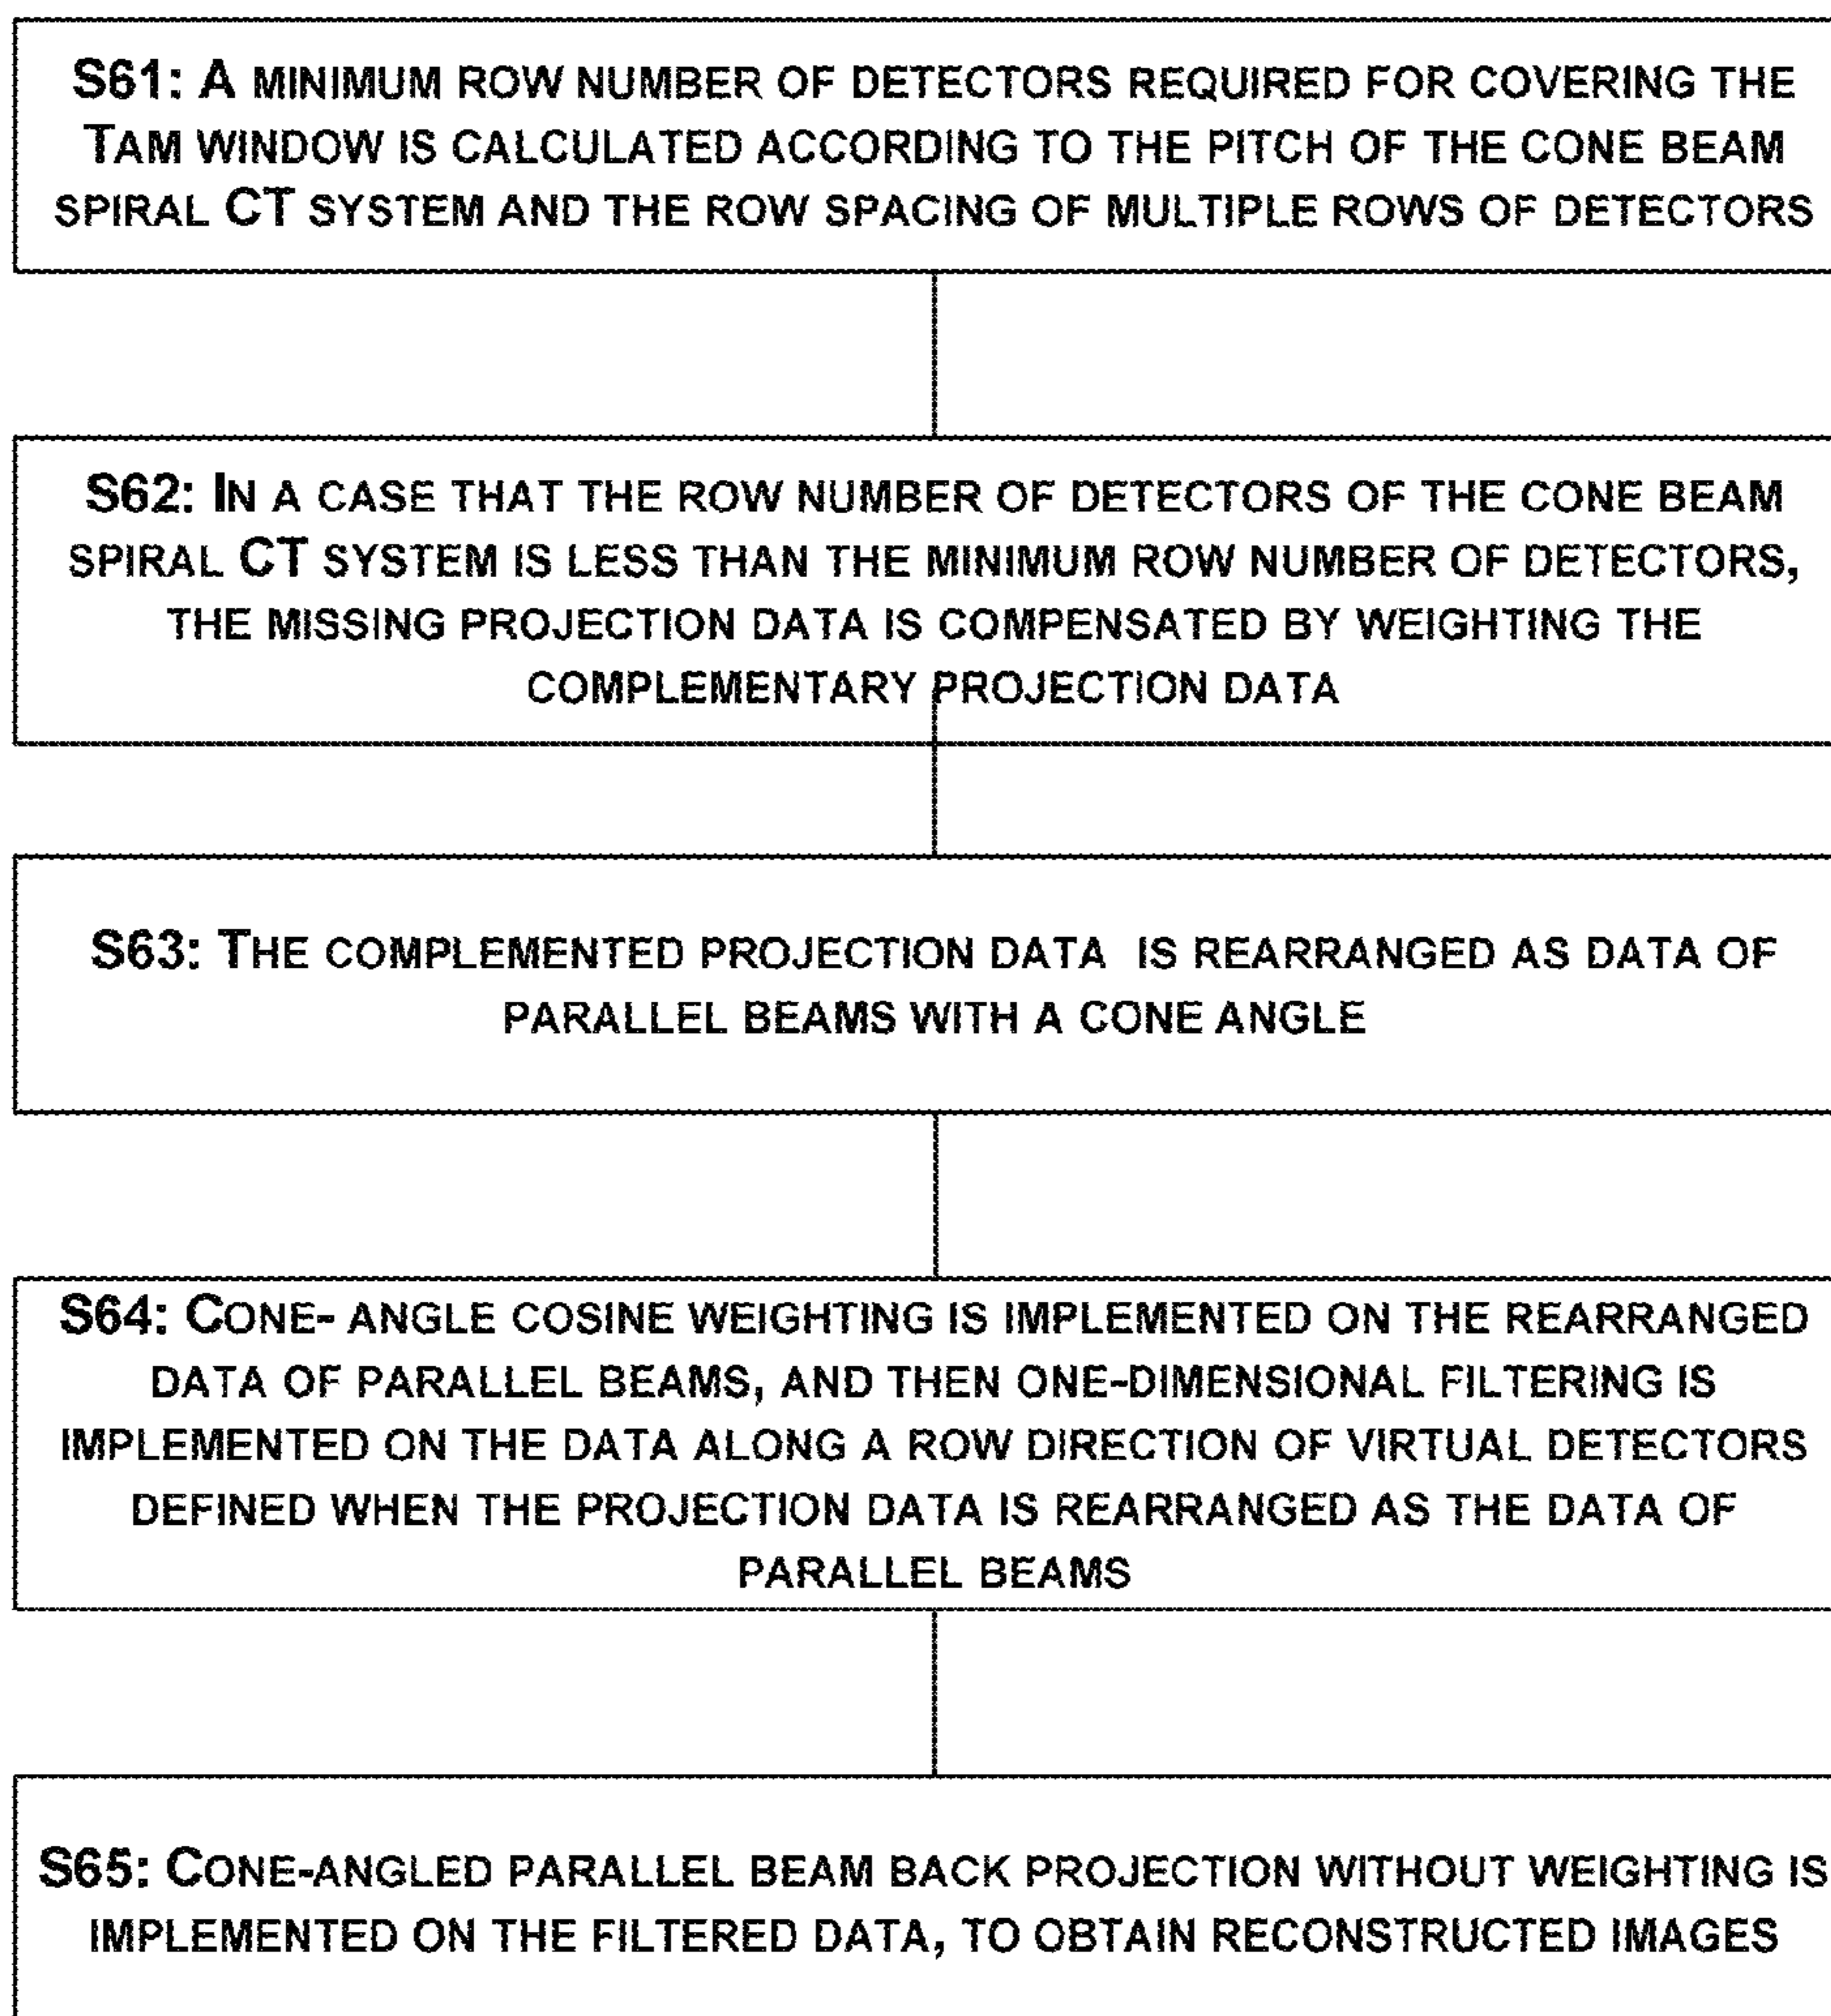 S61: A MINIMUM ROW NUMBER OF DETECTORS REQUIRED FOR COVERING THE
TAM WINDOW IS CALCULATED ACCORDING TO THE PITCH OF THE CONE BEAM
SPIRAL CT SYSTEM AND THE ROW SPACING OF MULTIPLE ROWS OF DETECTORS
S62: IN A CASE THAT THE ROW NUMBER OF DETECTORS OF THE CONE BEAM
SPIRAL CT SYSTEM IS LESS THAN THE MINIMUM ROW NUMBER OF DETECTORS,
THE MISSING PROJECTION DATA IS COMPENSATED BY WEIGHTING THE
COMPLEMENTARY PROJECTION DATA
S63: THE COMPLEMENTED PROJECTION DATA IS REARRANGED AS DATA OF
PARALLEL BEAMS WITH A CONE ANGLE
S64: CONE- ANGLE COSINE WEIGHTING IS IMPLEMENTED ON THE REARRANGED
DATA OF PARALLEL BEAMS, AND THEN ONE-DIMENSIONAL FILTERING IS
IMPLEMENTED ON THE DATA ALONG A ROW DIRECTION OF VIRTUAL DETECTORS
DEFINED WHEN THE PROJECTION DATA IS REARRANGED AS THE DATA OF
PARALLEL BEAMS
S65: CONE-ANGLED PARALLEL BEAM BACK PROJECTION WITHOUT WEIGHTING IS
IMPLEMENTED ON THE FILTERED DATA, TO OBTAIN RECONSTRUCTED IMAGES